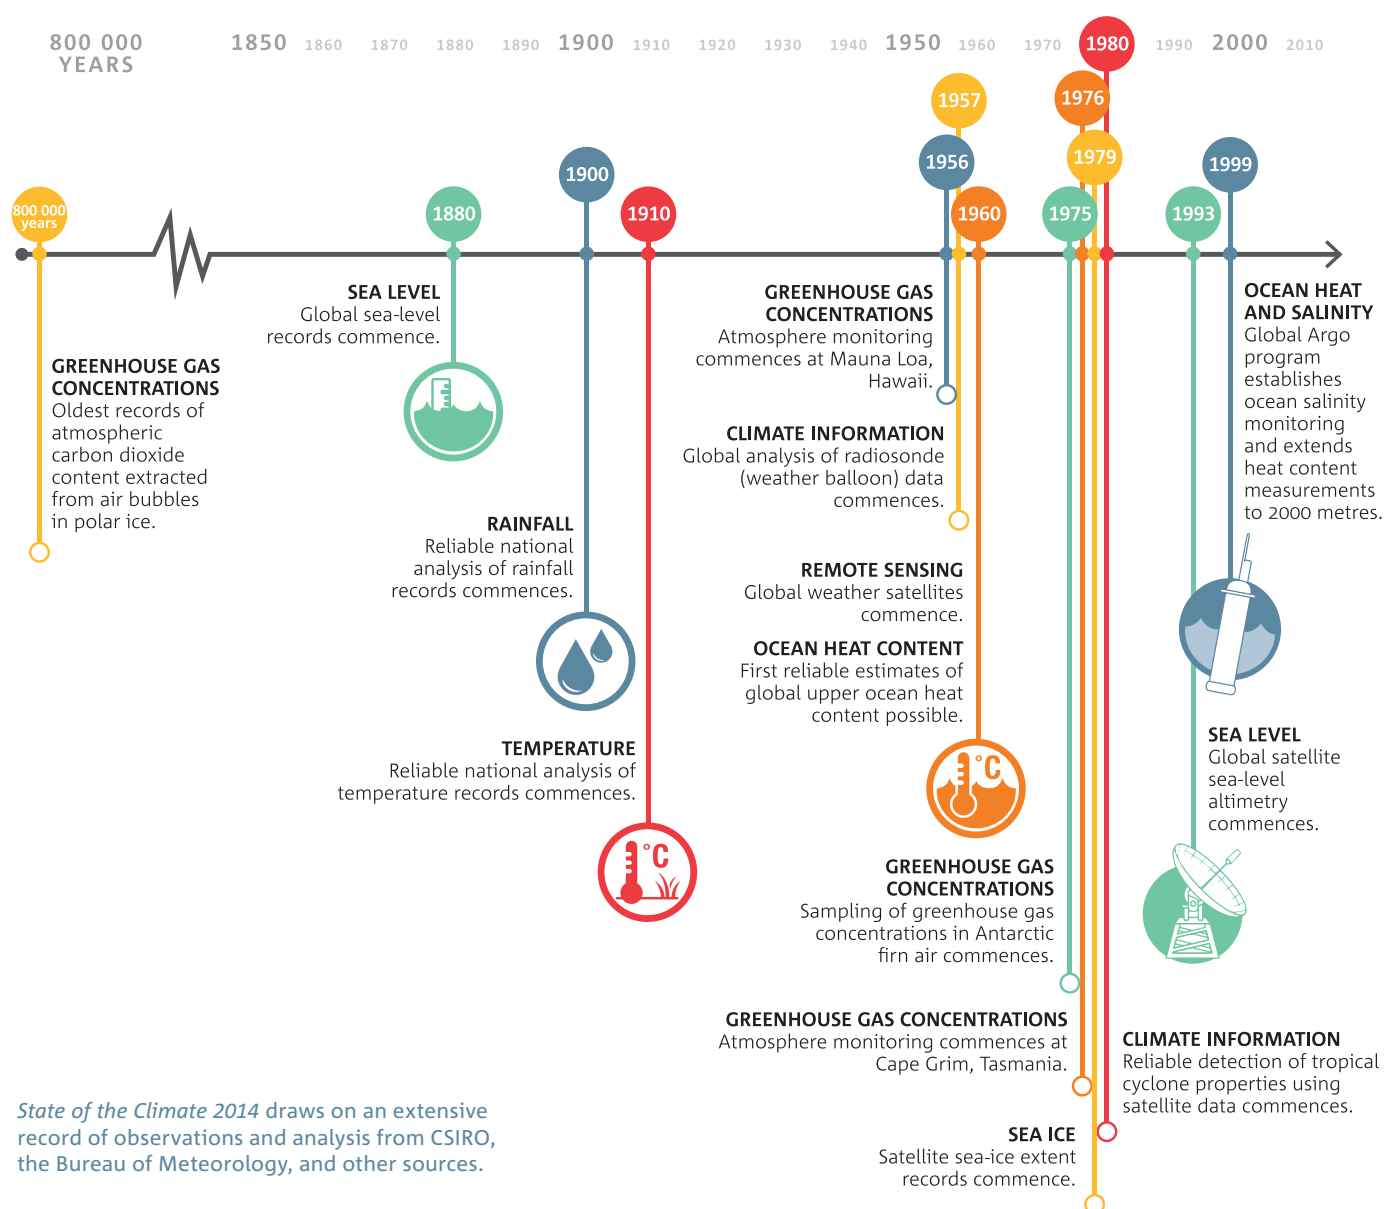 800 000
YEARS
1850 1860 1870 1880 1890 1900 1910 1920 1930 1940 1950 1960 1970 1980 1990 2000 2010
1957
1976
1956
1979
1999
1900
800 000
years
1880
1910
1960
1975
1993
GREENHOUSE GAS
CONCENTRATIONS
Oldest records of
atmospheric
carbon dioxide
content extracted
from air bubbles
in polar ice.
SEA LEVEL
Global sea-level
records commence.
RAINFALL
Reliable national
analysis of rainfall
records commences.
TEMPERATURE
Reliable national analysis of
temperature records commences.
°C
GREENHOUSE GAS
CONCENTRATIONS
Atmosphere monitoring
commences at Mauna Loa,
Hawaii.
CLIMATE INFORMATION
Global analysis of radiosonde
(weather balloon) data
commences.
REMOTE SENSING
Global weather satellites
commence.
OCEAN HEAT CONTENT
First reliable estimates of
global upper ocean heat
content possible.
°C
GREENHOUSE GAS
CONCENTRATIONS
Sampling of greenhouse gas
concentrations in Antarctic
firn air commences.
GREENHOUSE GAS CONCENTRATIONS
Atmosphere monitoring commences at
Cape Grim, Tasmania.
SEA ICE
Satellite sea-ice extent
records commence.
CLIMATE INFORMATION
Reliable detection of tropical
cyclone properties using
satellite data commences.
SEA LEVEL
Global satellite
sea-level
altimetry
commences.
OCEAN HEAT
AND SALINITY
Global Argo
program
establishes
ocean salinity
monitoring
and extends
heat content
measurements
to 2000 metres.
State of the Climate 2014 draws on an extensive
record of observations and analysis from CSIRO,
the Bureau of Meteorology, and other sources.